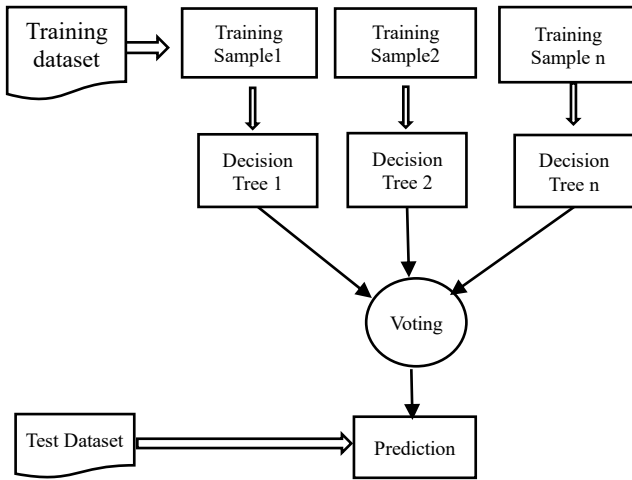 Training
dataset
Training
Sample1
Training
Sample2
Training
Sample n
Decision
Tree 1
Decision
Tree 2
Decision
Tree n
Voting
Test Dataset
Prediction